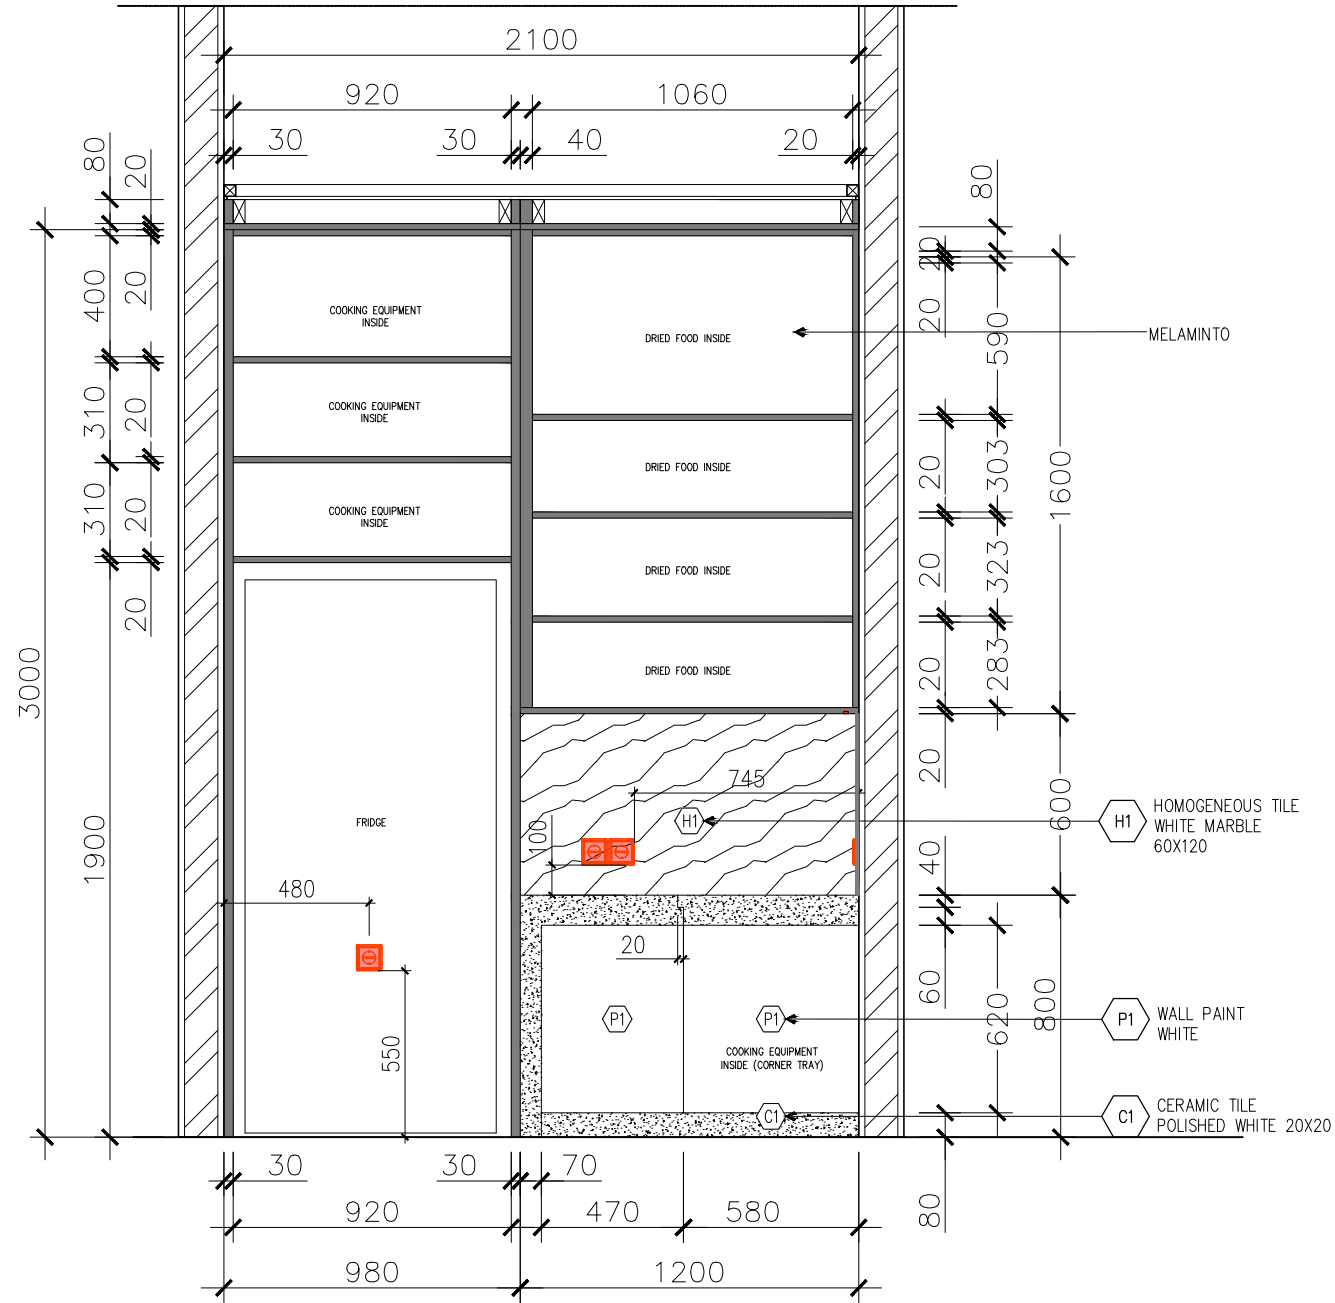 2100
920
1060
30
30
40
20
80
20
80
20
20
400
20
COOKING EQUIPMENT
INSIDE
DRIED FOOD INSIDE
590
MELAMINTO
310
20
COOKING EQUIPMENT
INSIDE
20
303
1600
DRIED FOOD INSIDE
310
20
COOKING EQUIPMENT
INSIDE
20
323
DRIED FOOD INSIDE
20
3000
20
283
DRIED FOOD INSIDE
20
745
600
1900
FRIDGE
100
H1
H1
HOMOGENEOUS TILE
WHITE MARBLE
60X120
40
480
20
60
620
800
P1
P1
P1
WALL PAINT
WHITE
550
COOKING EQUIPMENT
INSIDE (CORNER TRAY)
C1
C1
CERAMIC TILE
POLISHED WHITE 20X20
30
30
70
920
470
580
80
980
1200